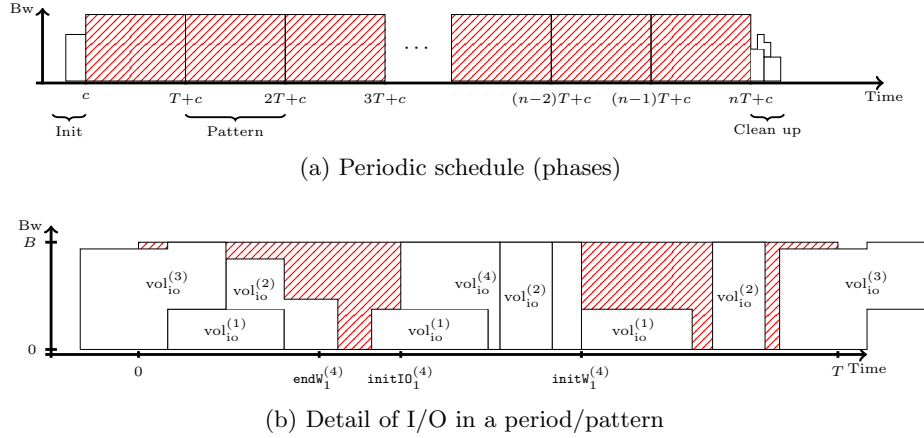 Bw
· · ·
c T+c 2T+c 3T+c (n−2)T+c (n−1)T+c nT+c Time
Init Pattern Clean up
(a) Periodic schedule (phases)
Bw
B
vol_io^(3) vol_io^(2) vol_io^(4) vol_io^(2) vol_io^(2) vol_io^(3)
vol_io^(1) vol_io^(1) vol_io^(1)
0
0 endW_1^(4) initIO_1^(4) initW_1^(4) T Time
(b) Detail of I/O in a period/pattern